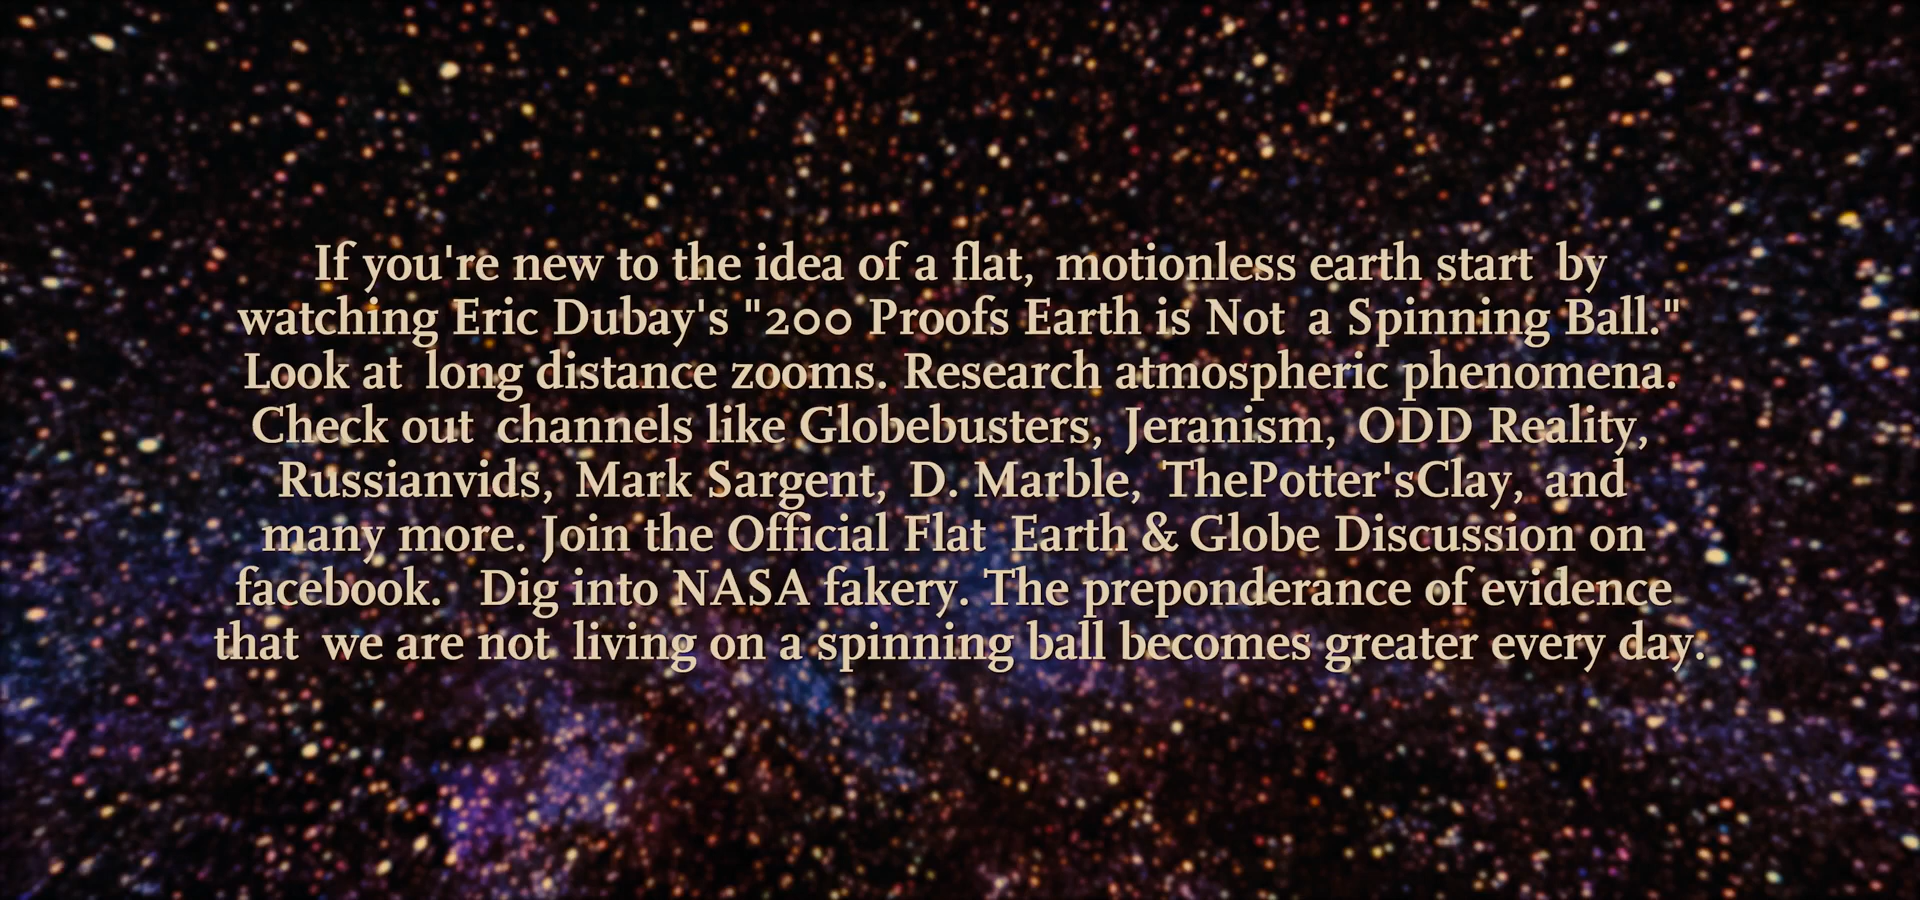 If you're new to the idea of a flat, motionless earth start by
watching Eric Dubay's "200 Proofs Earth is Not a Spinning Ball."
Look at long distance zooms. Research atmospheric phenomena.
Check out channels like Globebusters, Jeranism, ODD Reality,
Russianvids, Mark Sargent, D. Marble, ThePotter'sClay, and
many more. Join the Official Flat Earth & Globe Discussion on
facebook. Dig into NASA fakery. The preponderance of evidence
that we are not living on a spinning ball becomes greater every day.